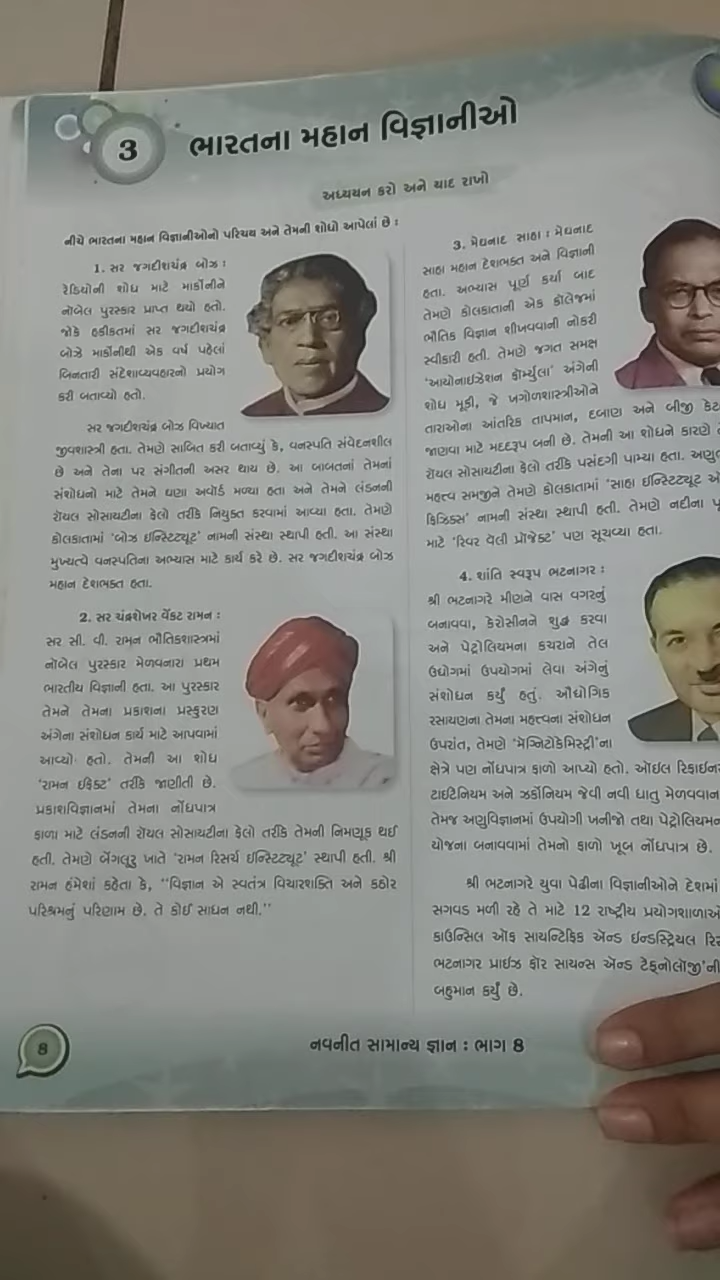 3
ભારતના મહાન વિજ્ઞાનીઓ
અધ્યયન કરો અને યાદ રાખો
નીચે ભારતના મહાન વિજ્ઞાનીઓનો પરિચય અને તેમની શોધો આપેલાં છે :
1. સર જગદીશચંદ્ર બોઝ :
રેડિયોની શોધ માટે માર્કોનીને
નોબેલ પુરસ્કાર પ્રાપ્ત થયો હતો.
જોકે હકીકતમાં સર જગદીશચંદ્ર
બોઝે માર્કોનીથી એક વર્ષ પહેલાં
બિનતારી સંદેશાવ્યવહારનો પ્રયોગ
કરી બતાવ્યો હતો.
સર જગદીશચંદ્ર બોઝ વિખ્યાત
જીવશાસ્ત્રી હતા. તેમણે સાબિત કરી બતાવ્યું કે, વનસ્પતિ સંવેદનશીલ
છે અને તેના પર સંગીતની અસર થાય છે. આ બાબતનાં તેમનાં
સંશોધનો માટે તેમને ઘણા અવૉર્ડ મળ્યા હતા અને તેમને લંડનની
રૉયલ સોસાયટીના ફેલો તરીકે નિયુક્ત કરવામાં આવ્યા હતા. તેમણે
કોલકાતામાં 'બોઝ ઇન્સ્ટિટ્યૂટ' નામની સંસ્થા સ્થાપી હતી. આ સંસ્થા
મુખ્યત્વે વનસ્પતિના અભ્યાસ માટે કાર્ય કરે છે. સર જગદીશચંદ્ર બોઝ
મહાન દેશભક્ત હતા.
2. સર ચંદ્રશેખર વેંકટ રામન :
સર સી. વી. રામન ભૌતિકશાસ્ત્રમાં
નોબેલ પુરસ્કાર મેળવનારા પ્રથમ
ભારતીય વિજ્ઞાની હતા. આ પુરસ્કાર
તેમને તેમના પ્રકાશના પ્રસ્ફુરણ
અંગેના સંશોધન કાર્ય માટે આપવામાં
આવ્યો હતો. તેમની આ શોધ
'રામન ઇફેક્ટ' તરીકે જાણીતી છે.
પ્રકાશવિજ્ઞાનમાં તેમના નોંધપાત્ર
ફાળા માટે લંડનની રૉયલ સોસાયટીના ફેલો તરીકે તેમની નિમણૂક થઈ
હતી. તેમણે બેંગલૂરુ ખાતે 'રામન રિસર્ચ ઇન્સ્ટિટ્યૂટ' સ્થાપી હતી. શ્રી
રામન હંમેશાં કહેતા કે, ''વિજ્ઞાન એ સ્વતંત્ર વિચારશક્તિ અને કઠોર
પરિશ્રમનું પરિણામ છે. તે કોઈ સાધન નથી.''
3. મેઘનાદ સાહા : મેઘનાદ
સાહા મહાન દેશભક્ત અને વિજ્ઞાની
હતા. અભ્યાસ પૂર્ણ કર્યા બાદ
તેમણે કોલકાતાની એક કૉલેજમાં
ભૌતિક વિજ્ઞાન શીખવવાની નોકરી
સ્વીકારી હતી. તેમણે જગત સમક્ષ
'આયોનાઇઝેશન ફૉર્મ્યુલા' અંગેની
શોધ મૂકી, જે ખગોળશાસ્ત્રીઓને
તારાઓના આંતરિક તાપમાન, દબાણ અને બીજી કેટ
જાણવા માટે મદદરૂપ બની છે. તેમની આ શોધને કારણે
રૉયલ સોસાયટીના ફેલો તરીકે પસંદગી પામ્યા હતા. અણુ
મહત્ત્વ સમજીને તેમણે કોલકાતામાં 'સાહા ઇન્સ્ટિટ્યૂટ
ફિઝિક્સ' નામની સંસ્થા સ્થાપી હતી. તેમણે નદીના પૂ
માટે 'રિવર વેલી પ્રૉજેક્ટ' પણ સૂચવ્યા હતા.
4. શાંતિ સ્વરૂપ ભટનાગર :
શ્રી ભટનાગરે મીણને વાસ વગરનું
બનાવવા, કેરોસીનને શુદ્ધ કરવા
અને પેટ્રોલિયમના કચરાને તેલ
ઉદ્યોગમાં ઉપયોગમાં લેવા અંગેનું
સંશોધન કર્યું હતું. ઔદ્યોગિક
રસાયણના તેમના મહત્ત્વના સંશોધન
ઉપરાંત, તેમણે 'મૅગ્નિટોકેમિસ્ટ્રી'ના
ક્ષેત્રે પણ નોંધપાત્ર ફાળો આપ્યો હતો. ઑઇલ રિફાઇન
ટાઇટેનિયમ અને ઝર્કોનિયમ જેવી નવી ધાતુ મેળવવાન
તેમજ અણુવિજ્ઞાનમાં ઉપયોગી ખનીજો તથા પેટ્રોલિયમ
યોજના બનાવવામાં તેમનો ફાળો ખૂબ નોંધપાત્ર છે.
શ્રી ભટનાગરે યુવા પેઢીના વિજ્ઞાનીઓને દેશમાં
સગવડ મળી રહે તે માટે 12 રાષ્ટ્રીય પ્રયોગશાળા
કાઉન્સિલ ઑફ સાયન્ટિફિક ઍન્ડ ઇન્ડસ્ટ્રિયલ રિ
ભટનાગર પ્રાઇઝ ફૉર સાયન્સ ઍન્ડ ટેક્નોલૉજી'ની
બહુમાન કર્યું છે.
8
નવનીત સામાન્ય જ્ઞાન : ભાગ 8